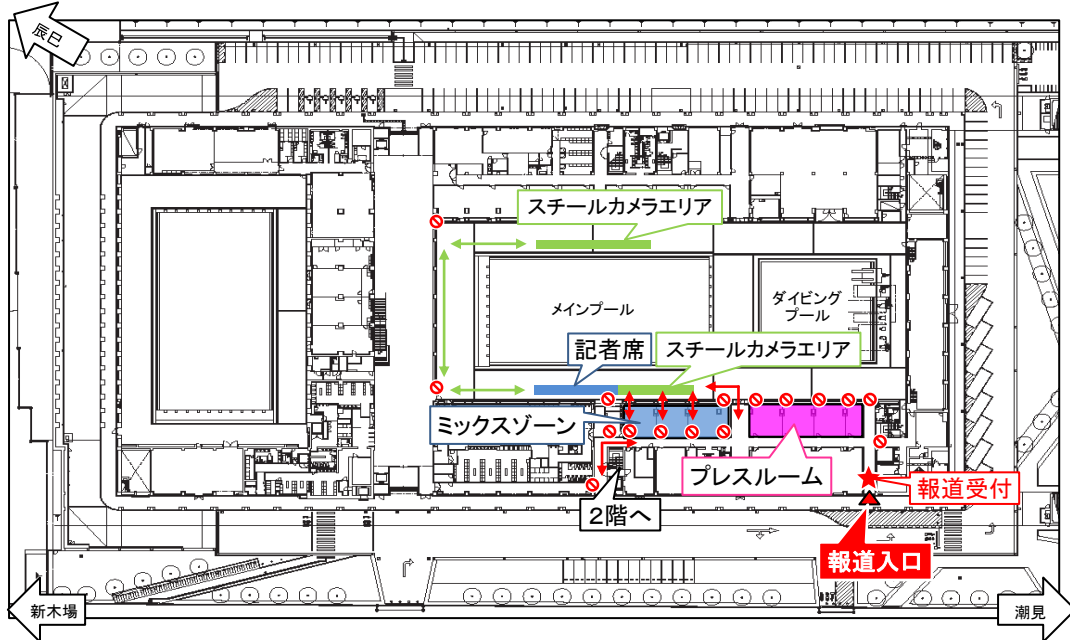 辰巳
スチールカメラエリア
メインプール
ダイビング
プール
記者席
スチールカメラエリア
ミックスゾーン
プレスルーム
2階へ
報道受付
報道入口
新木場
潮見